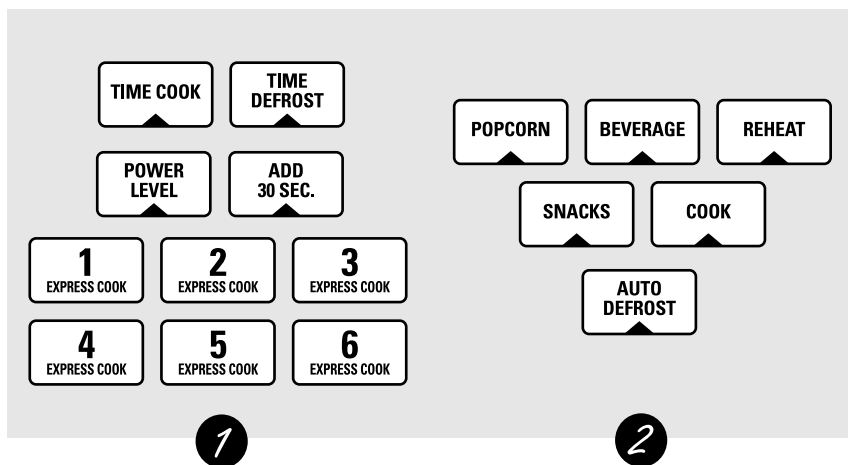 TIME COOK
TIME
DEFROST
POWER
LEVEL
ADD
30 SEC.
1
EXPRESS COOK
2
EXPRESS COOK
3
EXPRESS COOK
4
EXPRESS COOK
5
EXPRESS COOK
6
EXPRESS COOK
1
POPCORN
BEVERAGE
REHEAT
SNACKS
COOK
AUTO
DEFROST
2